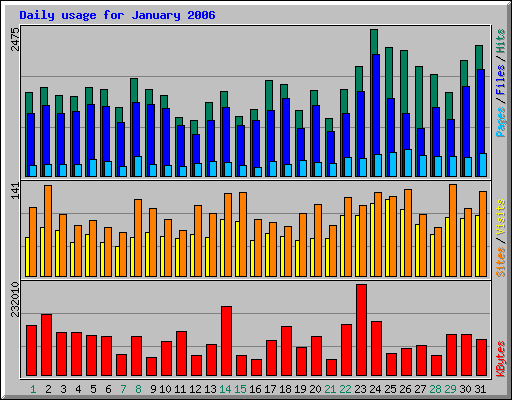 Daily usage for January 2006
2475
Pages / Files / Hits
141
Sites / Visits
232010
KBytes
1 2 3 4 5 6 7 8 9 10 11 12 13 14 15 16 17 18 19 20 21 22 23 24 25 26 27 28 29 30 31